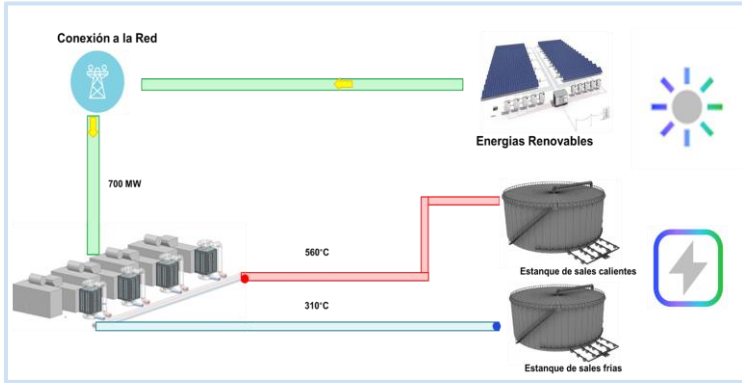 Conexión a la Red
Energias Renovables
700 MW
560°C
Estanque de sales calientes
310°C
Estanque de sales frias